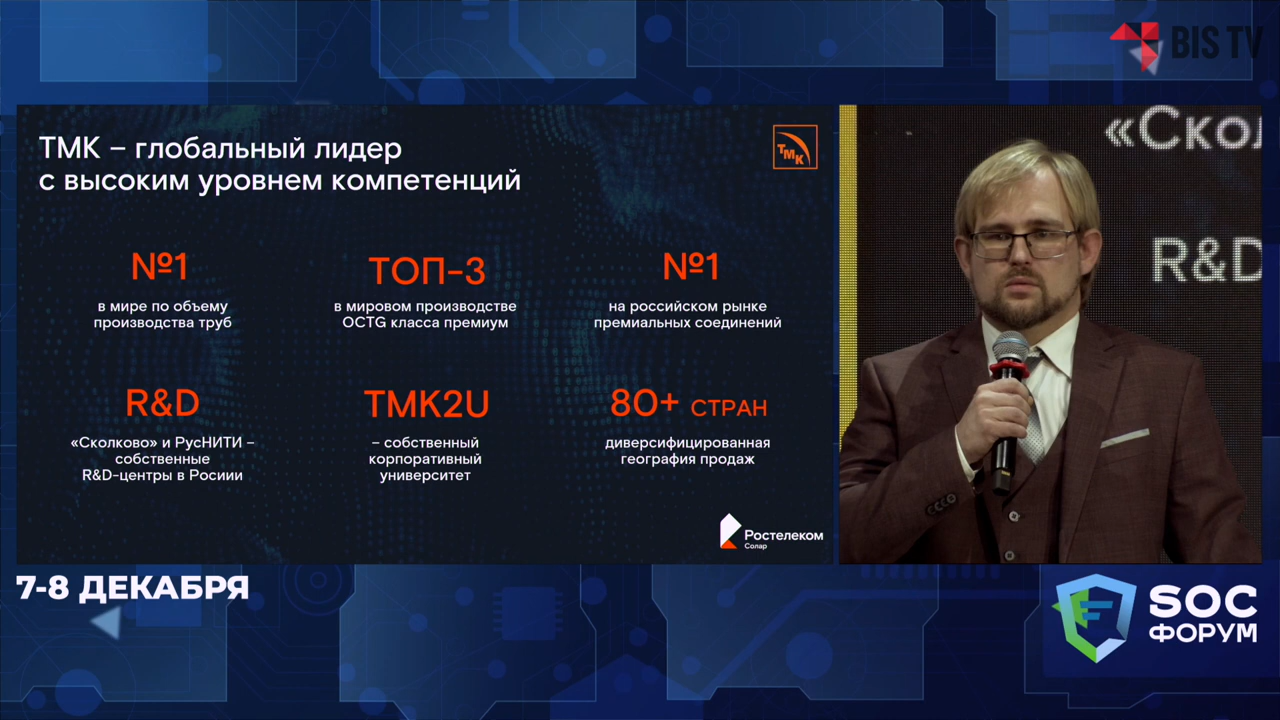 BIS TV
ТМК – глобальный лидер
с высоким уровнем компетенций
ТМК
№1
в мире по объему
производства труб
ТОП-3
в мировом производстве
OCTG класса премиум
№1
на российском рынке
премиальных соединений
R&D
«Сколково» и РусНИТИ –
собственные
R&D-центры в Росиии
TMK2U
– собственный
корпоративный
университет
80+ СТРАН
диверсифицированная
география продаж
Ростелеком
Солар
«Скол
R&D
7-8 ДЕКАБРЯ
SOC
ФОРУМ